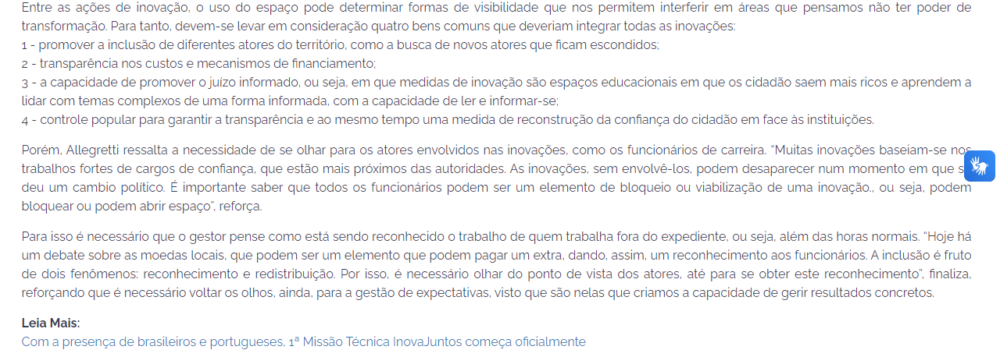 Entre as ações de inovação, o uso do espaço pode determinar formas de visibilidade que nos permitem interferir em áreas que pensamos não ter poder de
transformação. Para tanto, devem-se levar em consideração quatro bens comuns que deveriam integrar todas as inovações:
1 - promover a inclusão de diferentes atores do território, como a busca de novos atores que ficam escondidos;
2 - transparência nos custos e mecanismos de financiamento;
3 - a capacidade de promover o juízo informado, ou seja, em que medidas de inovação são espaços educacionais em que os cidadão saem mais ricos e aprendem a
lidar com temas complexos de uma forma informada, com a capacidade de ler e informar-se;
4 - controle popular para garantir a transparência e ao mesmo tempo uma medida de reconstrução da confiança do cidadão em face às instituições.
Porém, Allegretti ressalta a necessidade de se olhar para os atores envolvidos nas inovações, como os funcionários de carreira. “Muitas inovações baseiam-se nos
trabalhos fortes de cargos de confiança, que estão mais próximos das autoridades. As inovações, sem envolvê-los, podem desaparecer num momento em que
deu um cambio político. É importante saber que todos os funcionários podem ser um elemento de bloqueio ou viabilização de uma inovação., ou seja, podem
bloquear ou podem abrir espaço”, reforça.
Para isso é necessário que o gestor pense como está sendo reconhecido o trabalho de quem trabalha fora do expediente, ou seja, além das horas normais. “Hoje há
um debate sobre as moedas locais, que podem ser um elemento que podem pagar um extra, dando, assim, um reconhecimento aos funcionários. A inclusão é fruto
de dois fenômenos: reconhecimento e redistribuição. Por isso, é necessário olhar do ponto de vista dos atores, até para se obter este reconhecimento”, finaliza,
reforçando que é necessário voltar os olhos, ainda, para a gestão de expectativas, visto que são nelas que criamos a capacidade de gerir resultados concretos.
Leia Mais:
Com a presença de brasileiros e portugueses, 1ª Missão Técnica InovaJuntos começa oficialmente